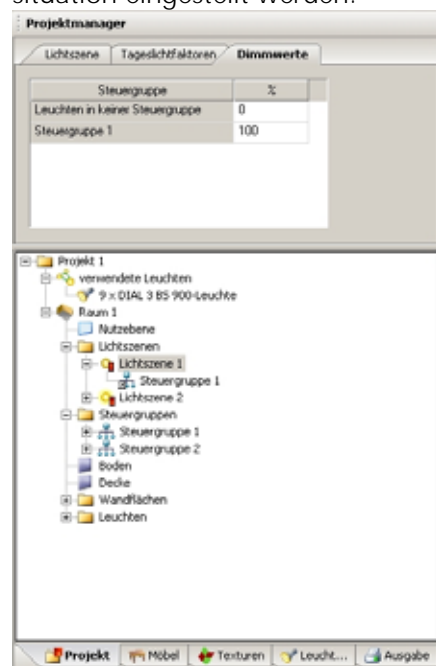 situation eingestellt werden.
Projektmanager
Lichtszene Tageslichtfaktoren Dimmwerte
Steuergruppe %
Leuchten in keiner Steuergruppe 0
Steuergruppe 1 100
Projekt 1
verwendete Leuchten
9 x DIAL 3 BS 900-Leuchte
Raum 1
Nutzebene
Lichtszenen
Lichtszene 1
Steuergruppe 1
Lichtszene 2
Steuergruppen
Steuergruppe 1
Steuergruppe 2
Boden
Decke
Wandflächen
Leuchten
Projekt Möbel Texturen Leucht... Ausgabe